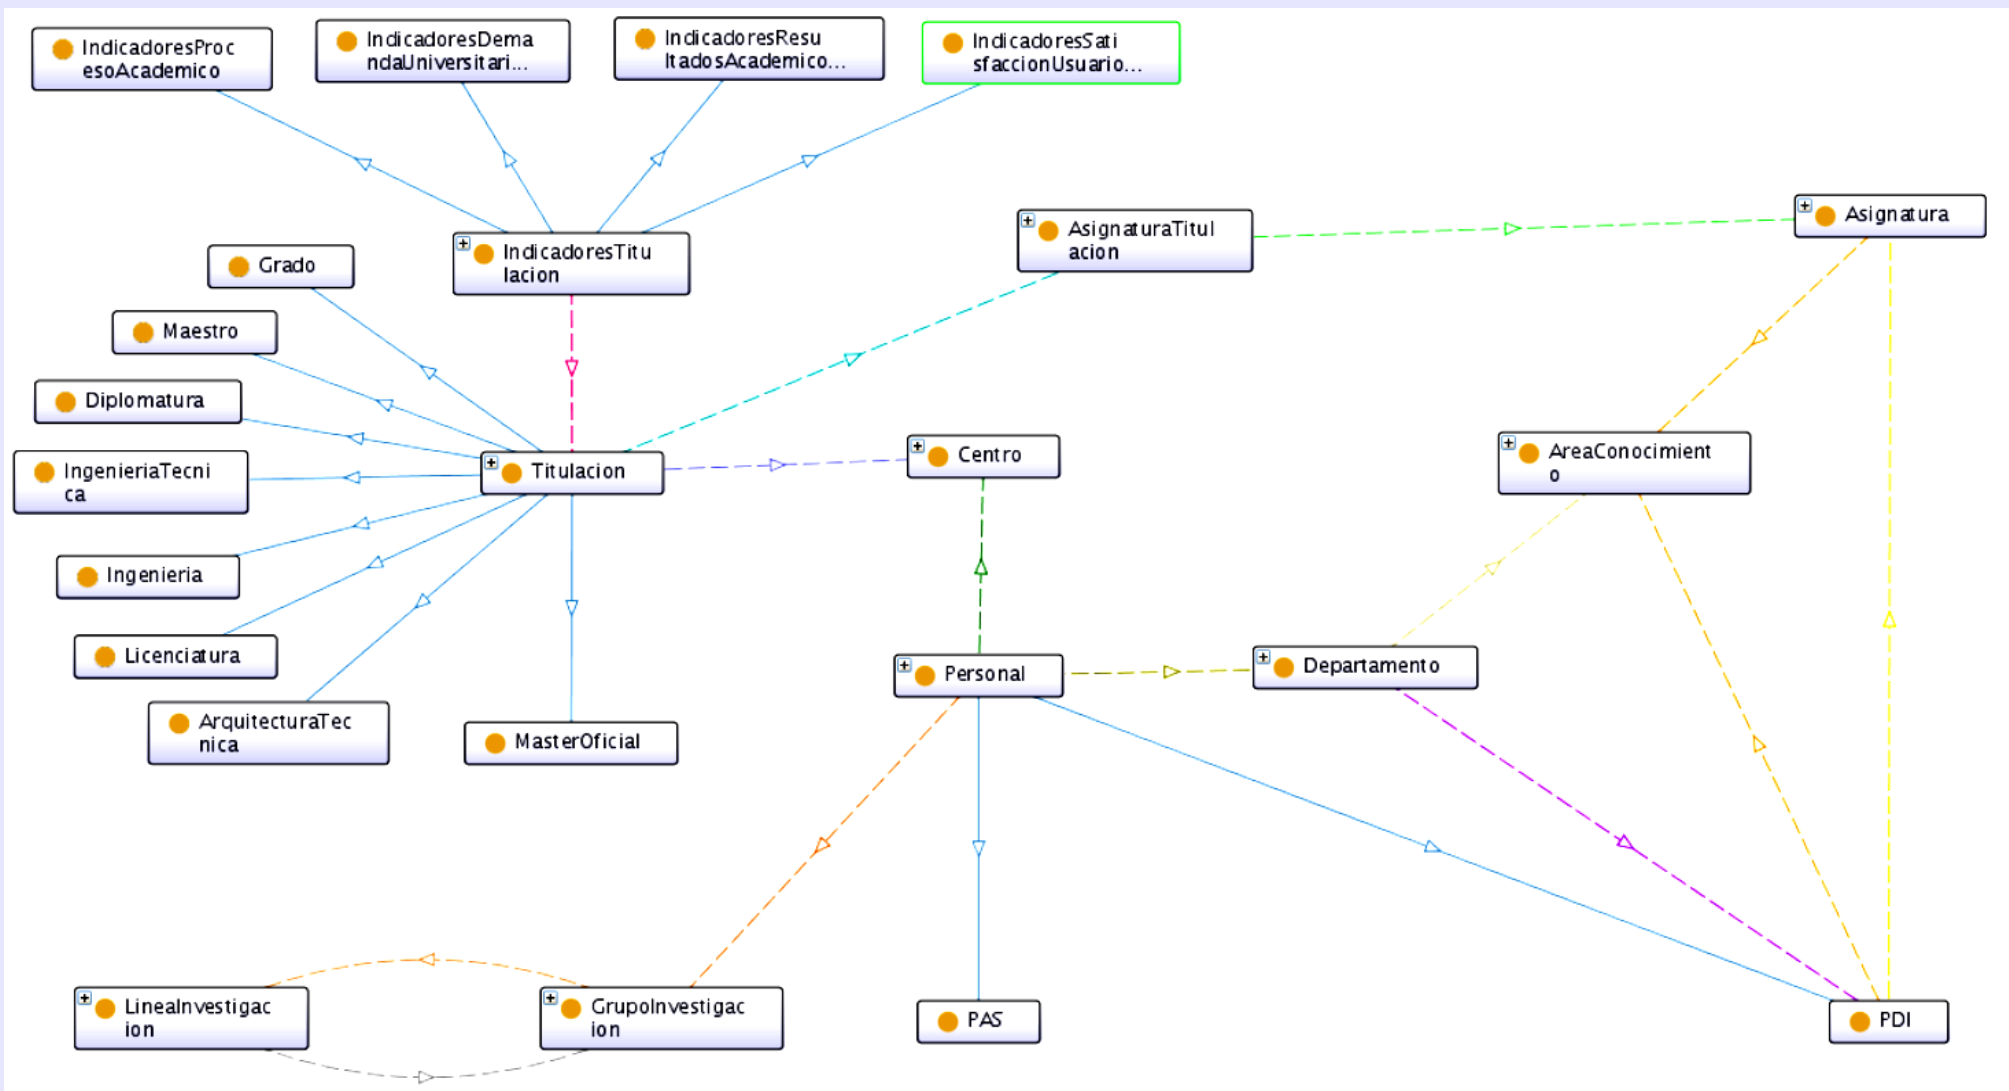 IndicadoresProc
esoAcademico
IndicadoresDema
ndaUniversitari...
IndicadoresResu
ltadosAcademico...
IndicadoresSati
sfaccionUsuario...
AsignaturaTitul
acion
Asignatura
IndicadoresTitu
lacion
Grado
Maestro
Diplomatura
IngenieriaTecni
ca
Titulacion
Centro
AreaConocimient
o
Ingenieria
Licenciatura
Personal
Departamento
ArquitecturaTec
nica
MasterOficial
LineaInvestigac
ion
GrupoInvestigac
ion
PAS
PDI